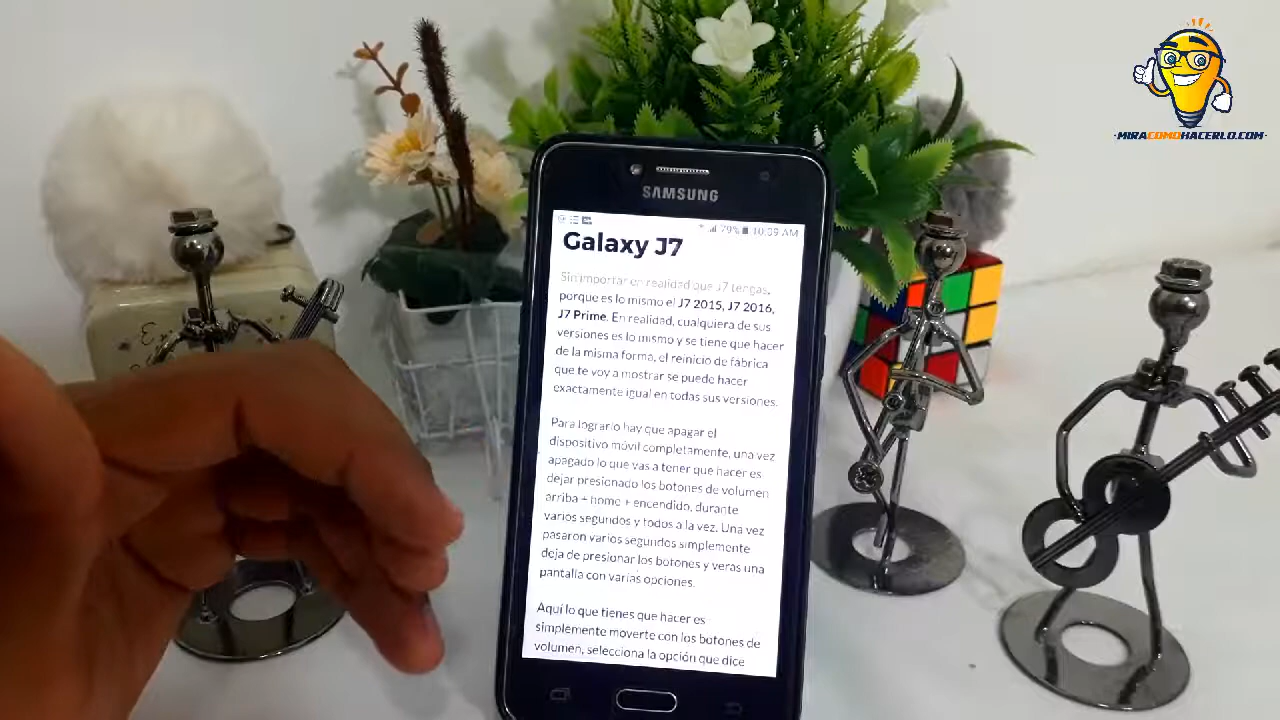 -MIRACOMOHACERLO.COM-
SAMSUNG
79% 10:09 AM
Galaxy J7
Sin importar en realidad que J7 tengas,
porque es lo mismo el J7 2015, J7 2016,
J7 Prime. En realidad, cualquiera de sus
versiones es lo mismo y se tiene que hacer
de la misma forma, el reinicio de fábrica
que te voy a mostrar se puede hacer
exactamente igual en todas sus versiones.
Para lograrlo hay que apagar el
dispositivo móvil completamente, una vez
apagado lo que vas a tener que hacer es
dejar presionado los botones de volumen
arriba + home + encendido, durante
varios segundos y todos a la vez. Una vez
pasaron varios segundos simplemente
deja de presionar los botones y veras una
pantalla con varias opciones.
Aquí lo que tienes que hacer es
simplemente moverte con los botones de
volumen, selecciona la opción que dice